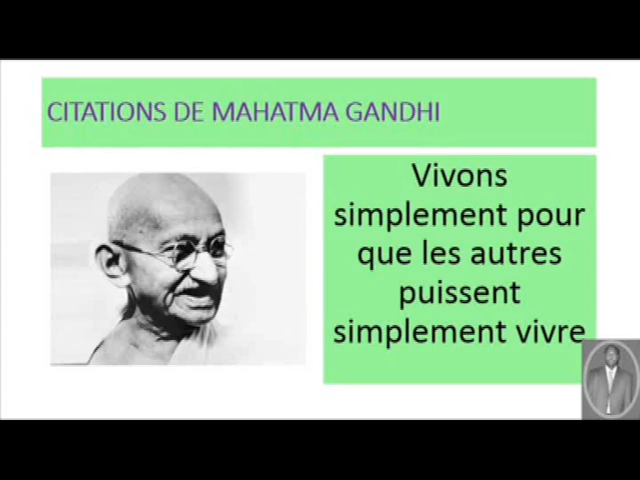 CITATIONS DE MAHATMA GANDHI
Vivons
simplement pour
que les autres
puissent
simplement vivre